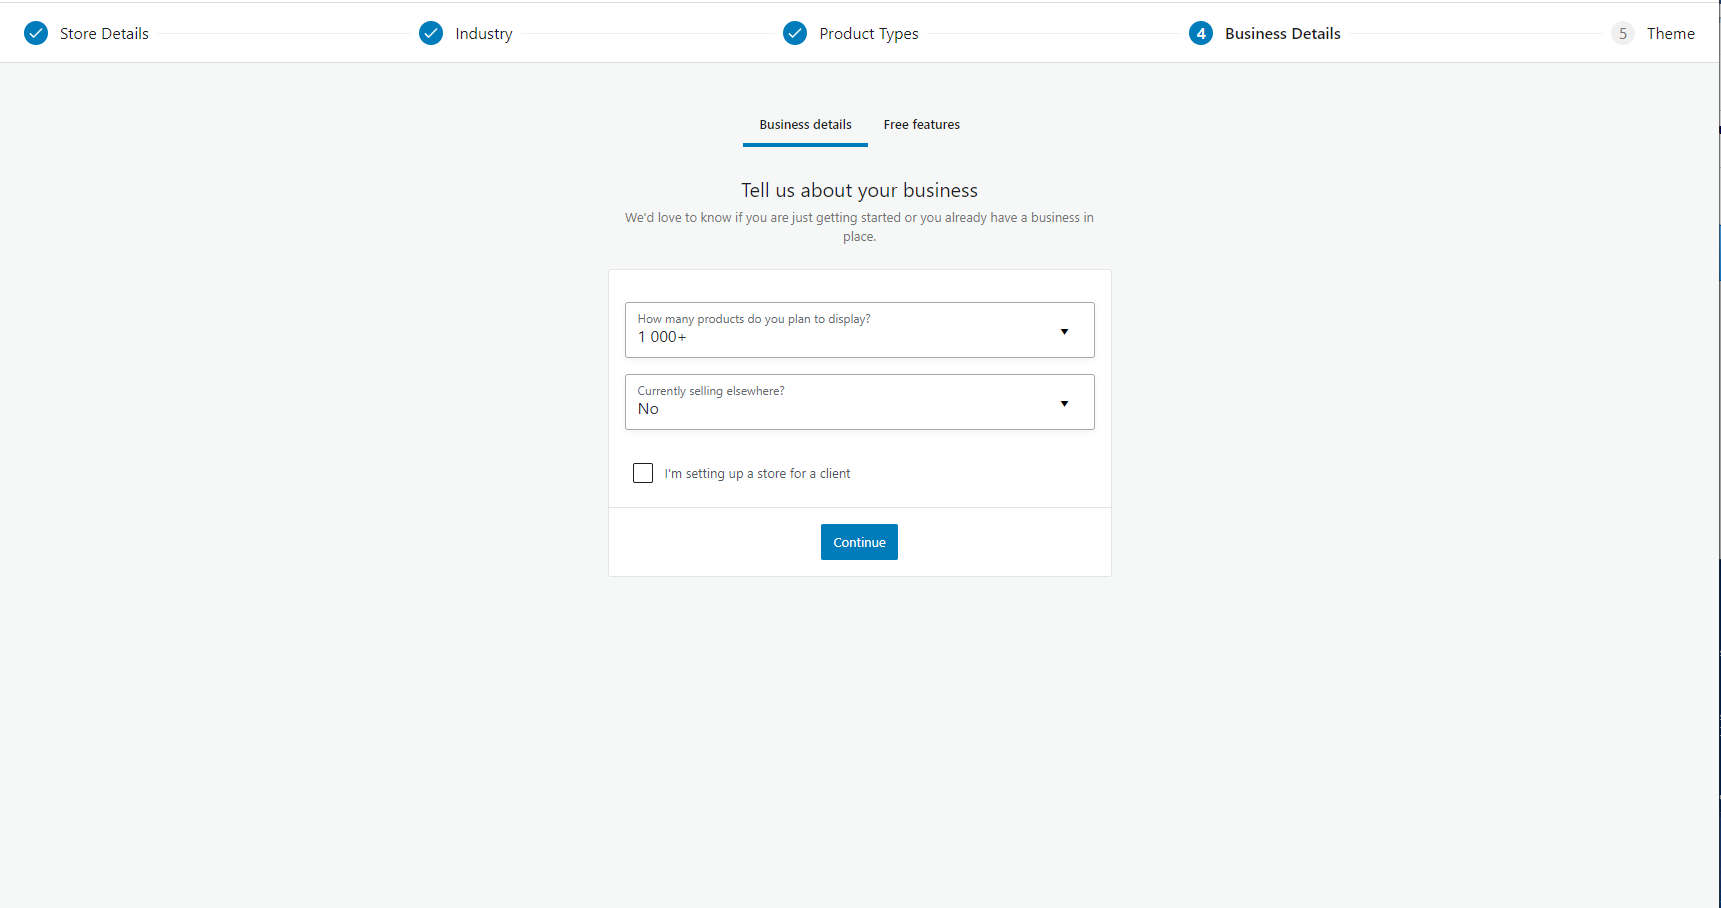 Store Details
Industry
Product Types
4 Business Details
5 Theme
Business details
Free features
Tell us about your business
We'd love to know if you are just getting started or you already have a business in
place.
How many products do you plan to display?
1 000+
Currently selling elsewhere?
No
I'm setting up a store for a client
Continue